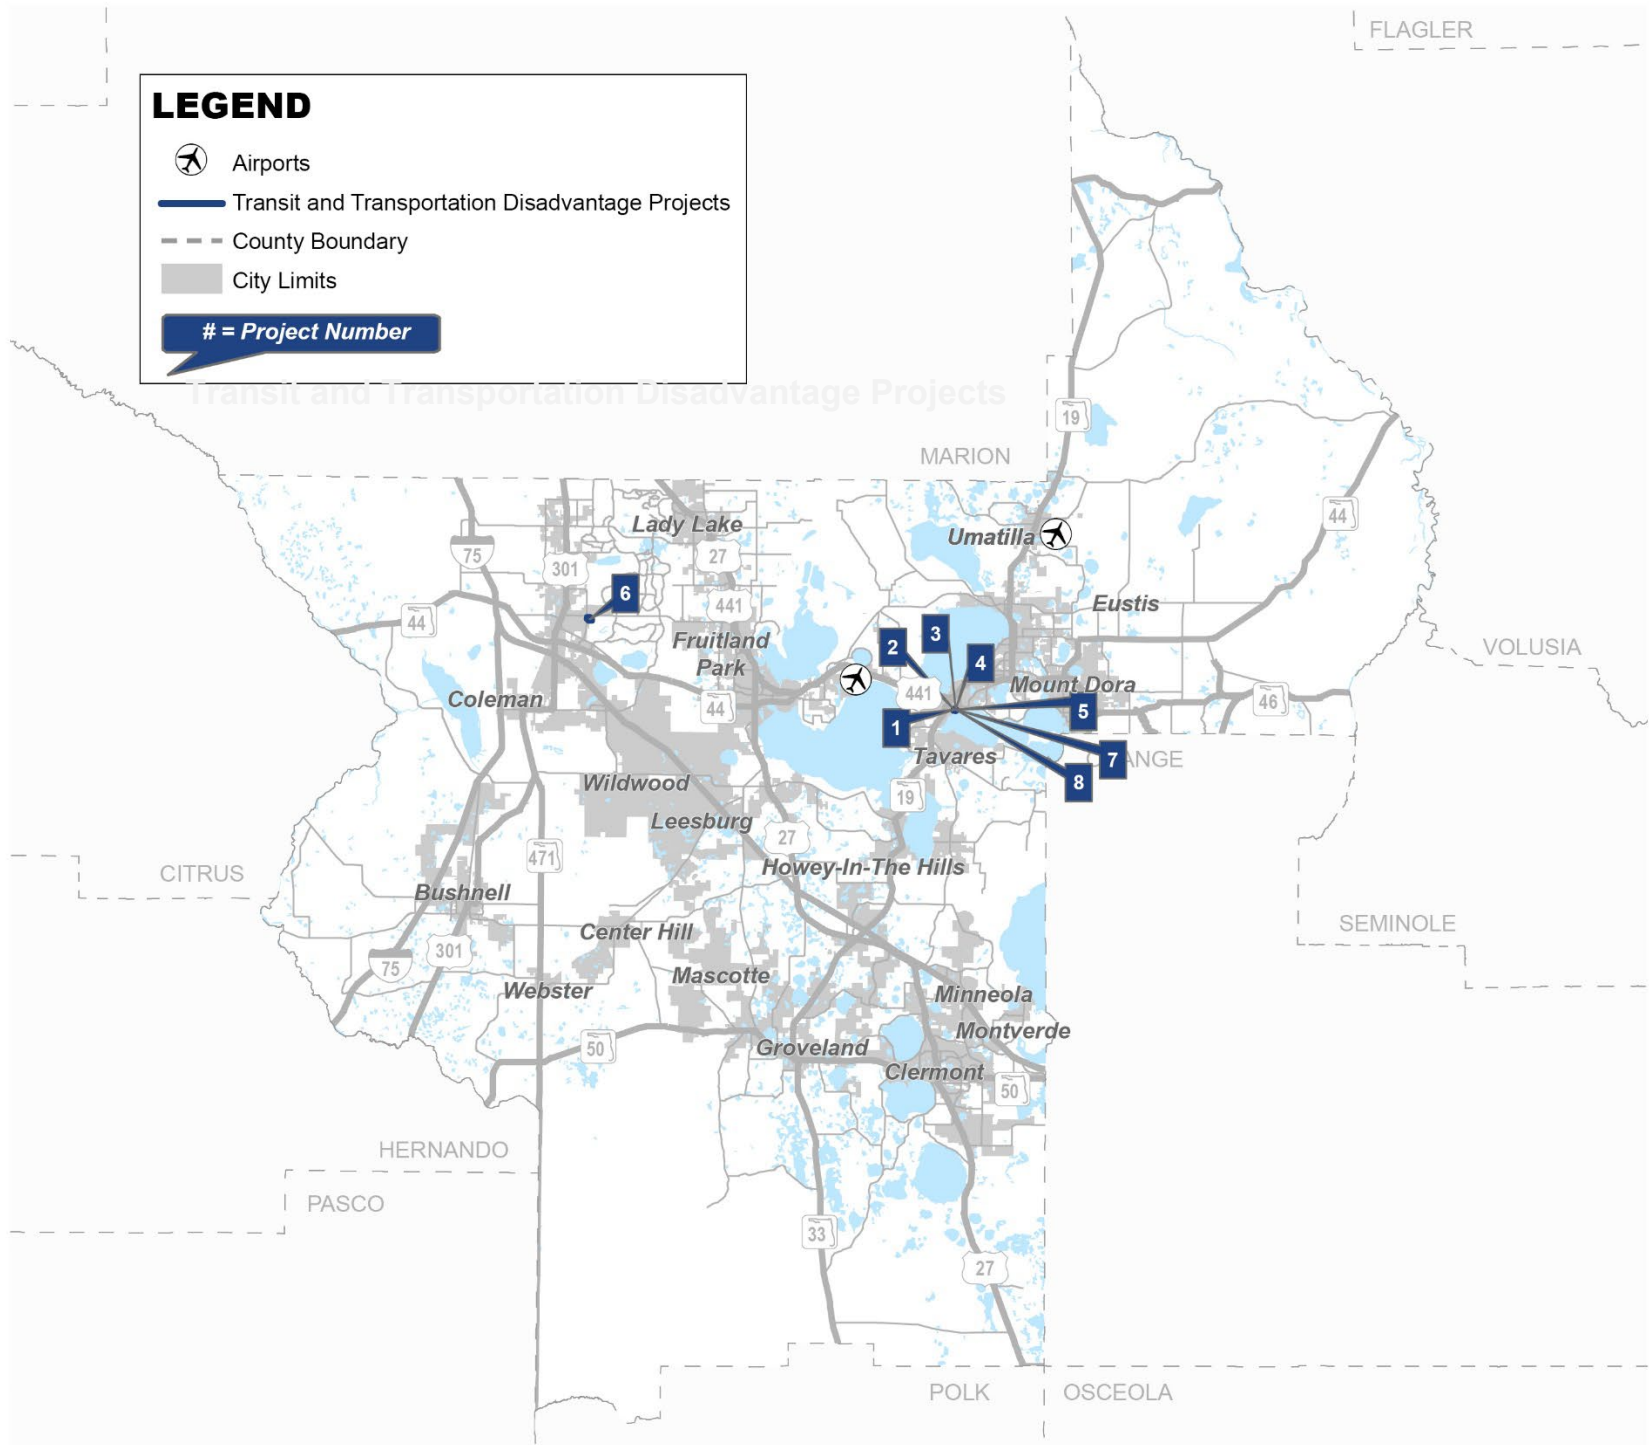 FLAGLER
LEGEND
Airports
Transit and Transportation Disadvantage Projects
County Boundary
City Limits
# = Project Number
Transit and Transportation Disadvantage Projects
19
MARION
44
Lady Lake
Umatilla
75
27
301
6
441
Eustis
44
3
2
Fruitland
Park
4
VOLUSIA
441
Mount Dora
Coleman
44
46
5
1
Tavares
7
ANGE
8
Wildwood
19
Leesburg
27
471
Howey-In-The Hills
CITRUS
Bushnell
SEMINOLE
Center Hill
301
75
Mascotte
Webster
Minneola
Montverde
50
Groveland
Clermont
50
HERNANDO
PASCO
33
27
POLK
OSCEOLA